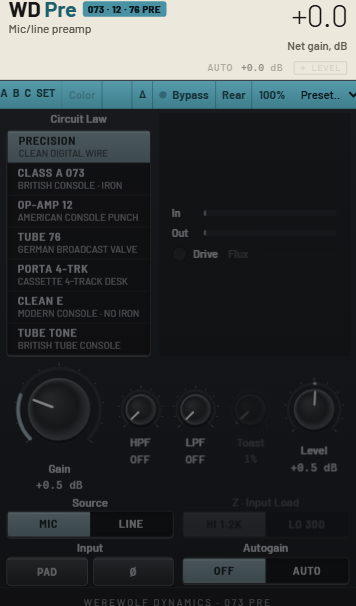 WD Pre 073 · 12 · 76 PRE
Mic/line preamp
+0.0
Net gain, dB
AUTO +0.0 dB + LEVEL
A B C SET Color Δ Bypass Rear 100% Preset..
Circuit Law
PRECISION
CLEAN DIGITAL WIRE
CLASS A 073
BRITISH CONSOLE · IRON
OP-AMP 12
AMERICAN CONSOLE PUNCH
TUBE 76
GERMAN BROADCAST VALVE
PORTA 4-TRK
CASSETTE 4-TRACK DESK
CLEAN E
MODERN CONSOLE · NO IRON
TUBE TONE
BRITISH TUBE CONSOLE
In
Out
Drive Flux
Gain
+0.5 dB
HPF
OFF
LPF
OFF
Toast
1%
Level
+0.5 dB
Source
MIC LINE
Z · Input Load
HI 1.2K LO 300
Input
PAD Ø
Autogain
OFF AUTO
WEREWOLF DYNAMICS · 073 PRE